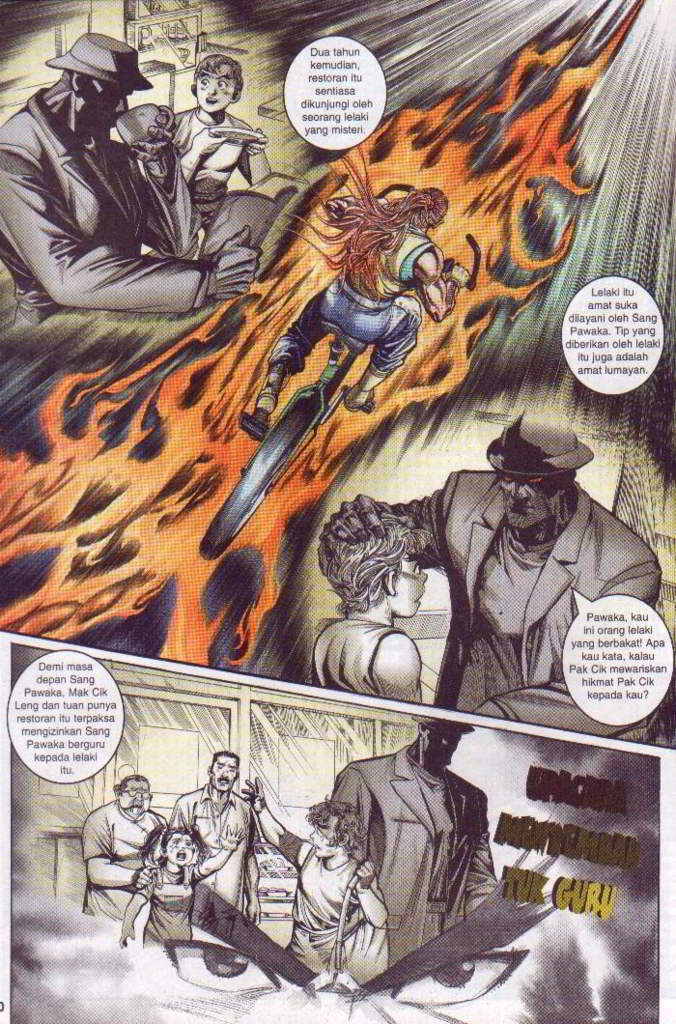 Dua tahun
kemudian,
restoran itu
sentiasa
dikunjungi oleh
seorang lelaki
yang misteri.
Lelaki itu
amat suka
dilayani oleh Sang
Pawaka. Tip yang
diberikan oleh lelaki
itu juga adalah
amat lumayan.
Pawaka, kau
ini orang lelaki
yang berbakat! Apa
kau kata, kalau
Pak Cik mewariskan
hikmat Pak Cik
kepada kau?
Demi masa
depan Sang
Pawaka, Mak Cik
Leng dan tuan punya
restoran itu terpaksa
mengizinkan Sang
Pawaka berguru
kepada lelaki
itu.
UPACARA
MENYEMBAH
TUK GURU
0